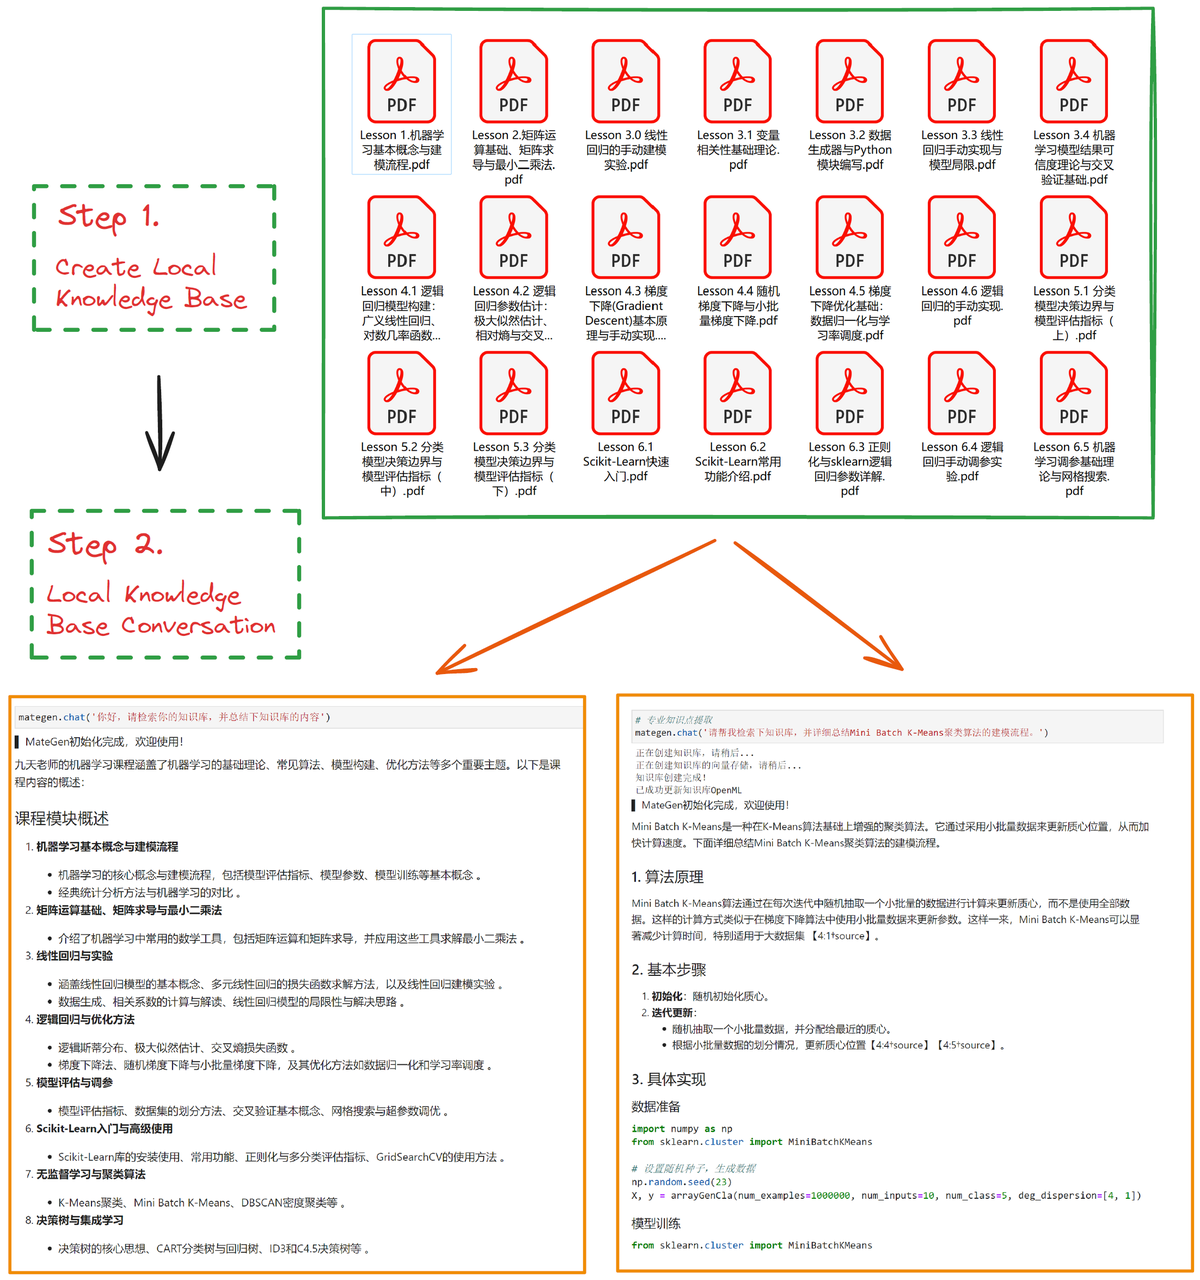 Step 1.
Create Local
Knowledge Base
Step 2.
Local Knowledge
Base Conversation
PDF
Lesson 1.机器学
习基本概念与建
模流程.pdf
PDF
Lesson 2.矩阵运
算基础、矩阵求
导与最小二乘法.
pdf
PDF
Lesson 3.0 线性
回归的手动建模
实验.pdf
PDF
Lesson 3.1 变量
相关性基础理论.
pdf
PDF
Lesson 3.2 数据
生成器与Python
模块编写.pdf
PDF
Lesson 3.3 线性
回归手动实现与
模型局限.pdf
PDF
Lesson 3.4 机器
学习模型结果可
信度理论与交叉
验证基础.pdf
PDF
Lesson 4.1 逻辑
回归模型构建：
广义线性回归、
对数几率函数...
PDF
Lesson 4.2 逻辑
回归参数估计：
极大似然估计、
相对熵与交叉...
PDF
Lesson 4.3 梯度
下降(Gradient
Descent)基本原
理与手动实现....
PDF
Lesson 4.4 随机
梯度下降与小批
量梯度下降.pdf
PDF
Lesson 4.5 梯度
下降优化基础：
数据归一化与学
习率调度.pdf
PDF
Lesson 4.6 逻辑
回归的手动实现.
pdf
PDF
Lesson 5.1 分类
模型决策边界与
模型评估指标（
上）.pdf
PDF
Lesson 5.2 分类
模型决策边界与
模型评估指标（
中）.pdf
PDF
Lesson 5.3 分类
模型决策边界与
模型评估指标（
下）.pdf
PDF
Lesson 6.1
Scikit-Learn快速
入门.pdf
PDF
Lesson 6.2
Scikit-Learn常用
功能介绍.pdf
PDF
Lesson 6.3 正则
化与sklearn逻辑
回归参数详解.
pdf
PDF
Lesson 6.4 逻辑
回归手动调参实
验.pdf
PDF
Lesson 6.5 机器
学习调参基础理
论与网格搜索.
pdf
mategen.chat('你好，请检索你的知识库，并总结下知识库的内容')
MateGen初始化完成，欢迎使用！
九天老师的机器学习课程涵盖了机器学习的基础理论、常见算法、模型构建、优化方法等多个重要主题。以下是课
程内容的概述：
课程模块概述
1. 机器学习基本概念与建模流程
• 机器学习的核心概念与建模流程，包括模型评估指标、模型参数、模型训练等基本概念 。
• 经典统计分析方法与机器学习的对比 。
2. 矩阵运算基础、矩阵求导与最小二乘法
• 介绍了机器学习中常用的数学工具，包括矩阵运算和矩阵求导，并应用这些工具求解最小二乘法 。
3. 线性回归与实验
• 涵盖线性回归模型的基本概念、多元线性回归的损失函数求解方法，以及线性回归建模实验 。
• 数据生成、相关系数的计算与解读、线性回归模型的局限性与解决思路 。
4. 逻辑回归与优化方法
• 逻辑斯蒂分布、极大似然估计、交叉熵损失函数 。
• 梯度下降法、随机梯度下降与小批量梯度下降，及其优化方法如数据归一化和学习率调度 。
5. 模型评估与调参
• 模型评估指标、数据集的划分方法、交叉验证基本概念、网格搜索与超参数调优 。
6. Scikit-Learn入门与高级使用
• Scikit-Learn库的安装使用、常用功能、正则化与多分类评估指标、GridSearchCV的使用方法 。
7. 无监督学习与聚类算法
• K-Means聚类、Mini Batch K-Means、DBSCAN密度聚类等 。
8. 决策树与集成学习
• 决策树的核心思想、CART分类树与回归树、ID3和C4.5决策树等 。
# 专业知识点提取
mategen.chat('请帮我检索下知识库，并详细总结Mini Batch K-Means聚类算法的建模流程。')
正在创建知识库，请稍后...
正在创建知识库的向量存储，请稍后...
知识库创建完成！
已成功更新知识库OpenML
MateGen初始化完成，欢迎使用！
Mini Batch K-Means是一种在K-Means算法基础上增强的聚类算法。它通过采用小批量数据来更新质心位置，从而加
快计算速度。下面详细总结Mini Batch K-Means聚类算法的建模流程。
1. 算法原理
Mini Batch K-Means算法通过在每次迭代中随机抽取一个小批量的数据进行计算来更新质心，而不是使用全部数
据。这样的计算方式类似于在梯度下降算法中使用小批量数据来更新参数。这样一来，Mini Batch K-Means可以显
著减少计算时间，特别适用于大数据集【4:1†source】。
2. 基本步骤
1. 初始化：随机初始化质心。
2. 迭代更新：
• 随机抽取一个小批量数据，并分配给最近的质心。
• 根据小批量数据的划分情况，更新质心位置【4:4†source】【4:5†source】。
3. 具体实现
数据准备
import numpy as np
from sklearn.cluster import MiniBatchKMeans
# 设置随机种子，生成数据
np.random.seed(23)
X, y = arrayGenCla(num_examples=1000000, num_inputs=10, num_class=5, deg_dispersion=[4, 1])
模型训练
from sklearn.cluster import MiniBatchKMeans